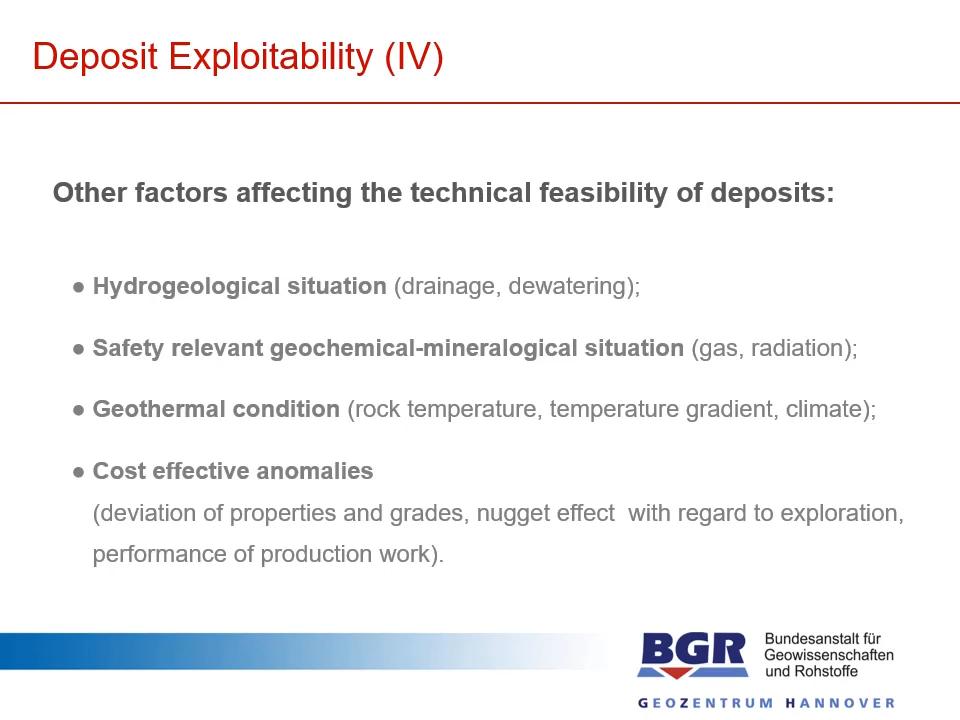 Deposit Exploitability (IV)
Other factors affecting the technical feasibility of deposits:
● Hydrogeological situation (drainage, dewatering);
● Safety relevant geochemical-mineralogical situation (gas, radiation);
● Geothermal condition (rock temperature, temperature gradient, climate);
● Cost effective anomalies
(deviation of properties and grades, nugget effect  with regard to exploration,
performance of production work).
BGR
Bundesanstalt für
Geowissenschaften
und Rohstoffe
GEOZENTRUM HANNOVER